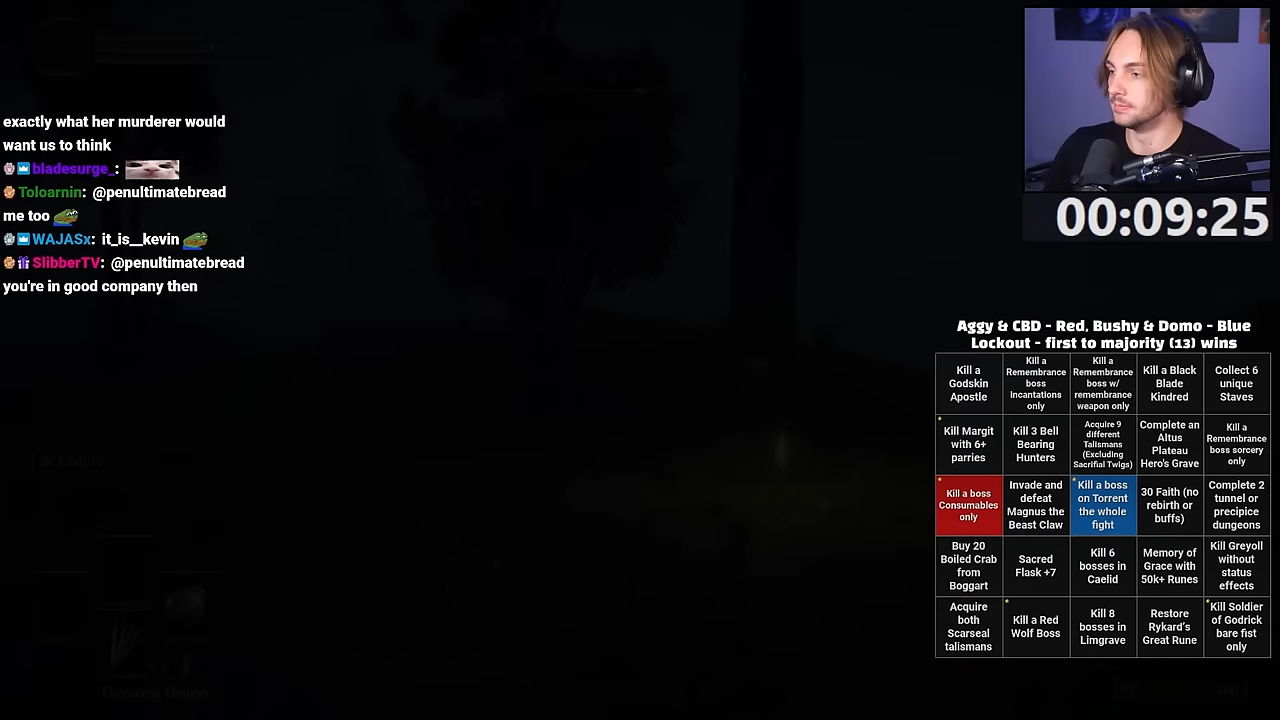 exactly what her murderer would
want us to think
bladesurge_:
Toloarnin: @penultimatebread
me too
WAJASx: it_is__kevin
SlibberTV: @penultimatebread
you're in good company then
00:09:25
Aggy & CBD - Red, Bushy & Domo - Blue
Lockout - first to majority (13) wins
Kill a
Godskin
Apostle
Kill a
Remembrance
boss
Incantations
only
Kill a
Remembrance
boss w/
remembrance
weapon only
Kill a Black
Blade
Kindred
Collect 6
unique
Staves
Kill Margit
with 6+
parries
Kill 3 Bell
Bearing
Hunters
Acquire 9
different
Talismans
(Excluding
Sacrifial Twigs)
Complete an
Altus
Plateau
Hero's Grave
Kill a
Remembrance
boss sorcery
only
Kill a boss
Consumables
only
Invade and
defeat
Magnus the
Beast Claw
Kill a boss
on Torrent
the whole
fight
30 Faith (no
rebirth or
buffs)
Complete 2
tunnel or
precipice
dungeons
Buy 20
Boiled Crab
from
Boggart
Sacred
Flask +7
Kill 6
bosses in
Caelid
Memory of
Grace with
50k+ Runes
Kill Greyoll
without
status
effects
Acquire
both
Scarseal
talismans
Kill a Red
Wolf Boss
Kill 8
bosses in
Limgrave
Restore
Rykard's
Great Rune
Kill Soldier
of Godrick
bare fist
only
Throwing Dagger